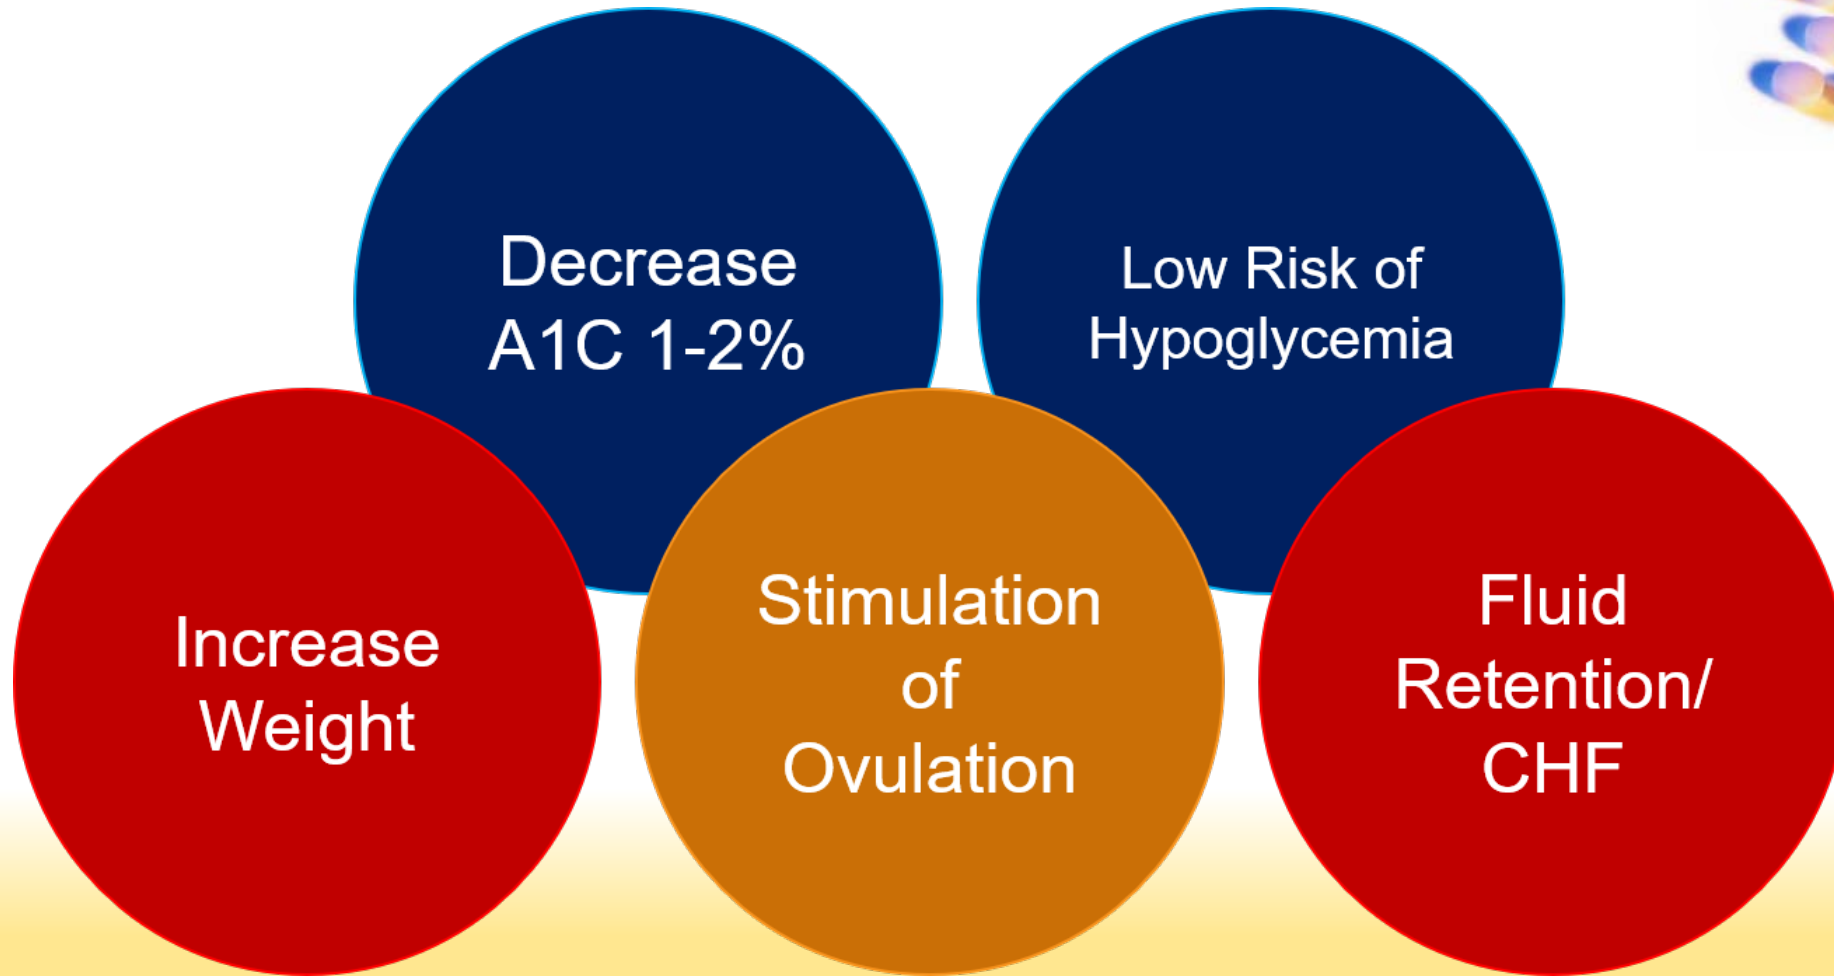 Decrease
A1C 1-2%
Low Risk of
Hypoglycemia
Increase
Weight
Stimulation
of
Ovulation
Fluid
Retention/
CHF